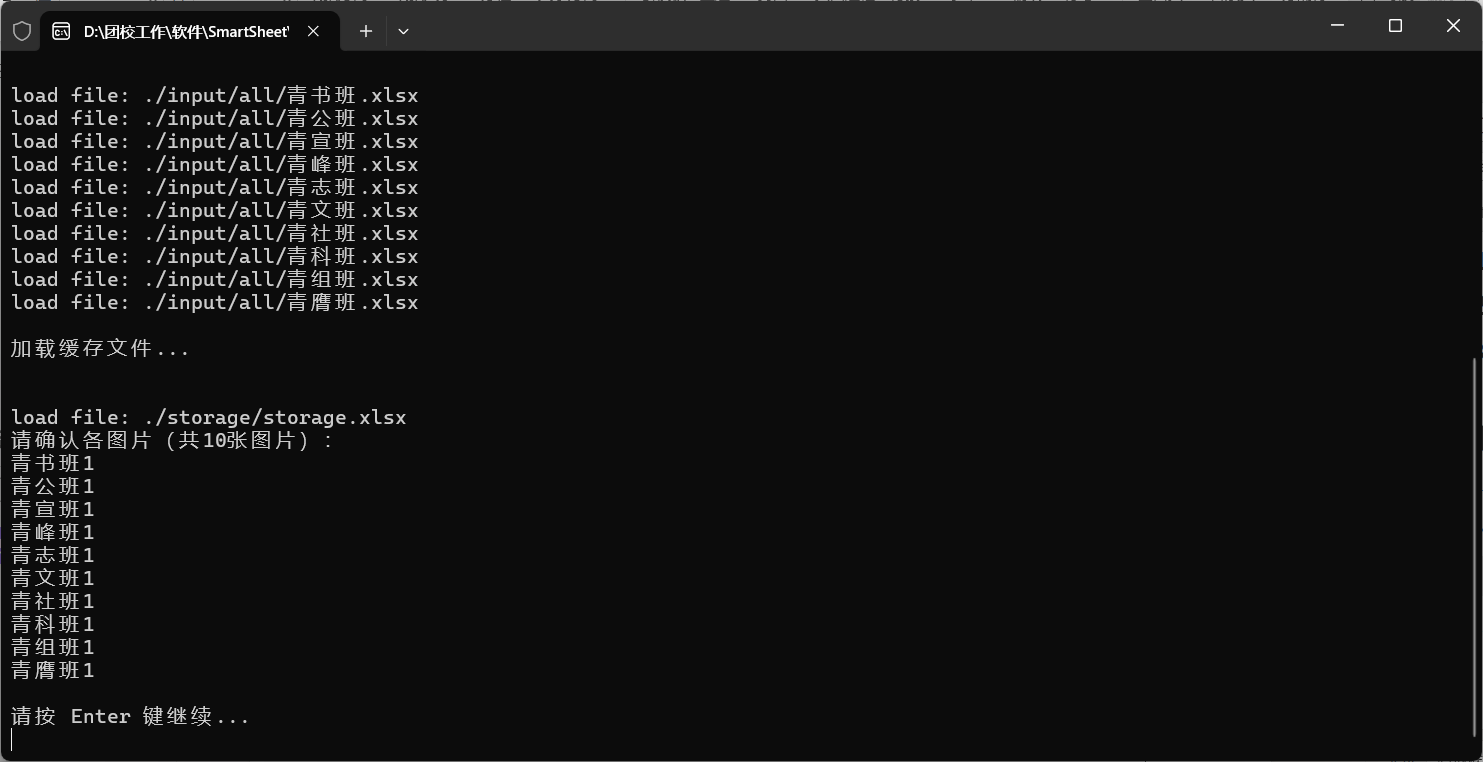 D:\团校工作\软件\SmartSheet\
load file: ./input/all/青书班.xlsx
load file: ./input/all/青公班.xlsx
load file: ./input/all/青宣班.xlsx
load file: ./input/all/青峰班.xlsx
load file: ./input/all/青志班.xlsx
load file: ./input/all/青文班.xlsx
load file: ./input/all/青社班.xlsx
load file: ./input/all/青科班.xlsx
load file: ./input/all/青组班.xlsx
load file: ./input/all/青膺班.xlsx
加载缓存文件...
load file: ./storage/storage.xlsx
请确认各图片（共10张图片）：
青书班1
青公班1
青宣班1
青峰班1
青志班1
青文班1
青社班1
青科班1
青组班1
青膺班1
请按 Enter 键继续...